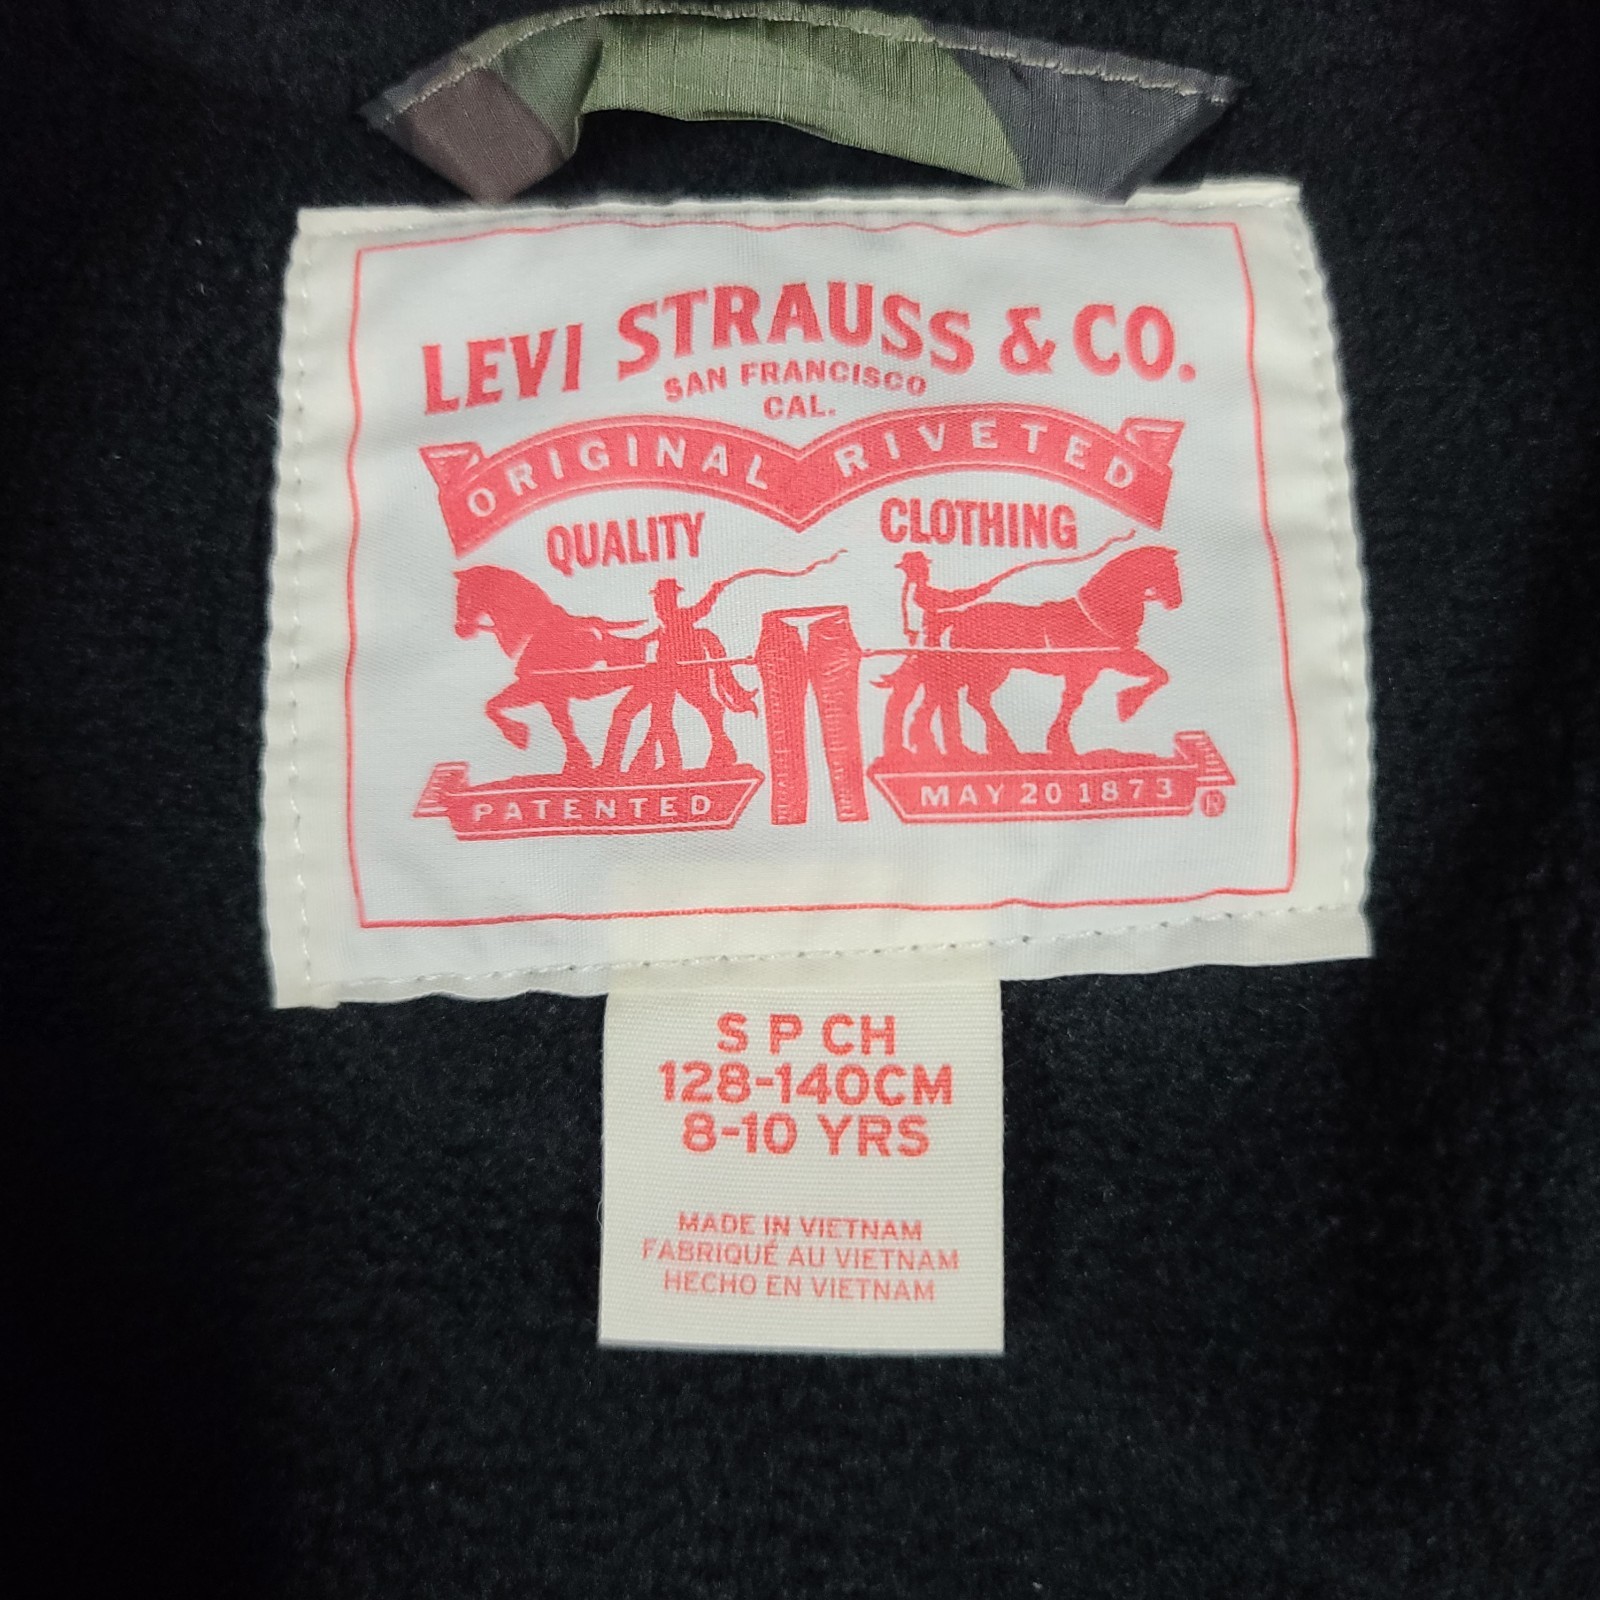 LEVI STRAUSS & CO.
SAN FRANCISCO
CAL.
ORIGINAL RIVETED
QUALITY CLOTHING
PATENTED MAY 20 1873 ®
S P CH
128-140CM
8-10 YRS
MADE IN VIETNAM
FABRIQUÉ AU VIETNAM
HECHO EN VIETNAM